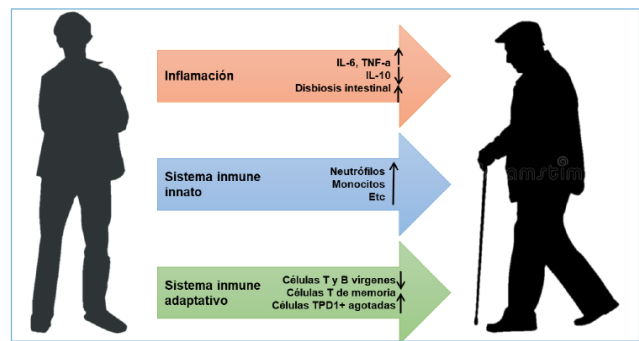 Inflamación
IL-6, TNF-a
IL-10
Disbiosis intestinal
Sistema inmune
innato
Neutrófilos
Monocitos
Etc
Sistema inmune
adaptativo
Células T y B vírgenes
Células T de memoria
Células TPD1+ agotadas